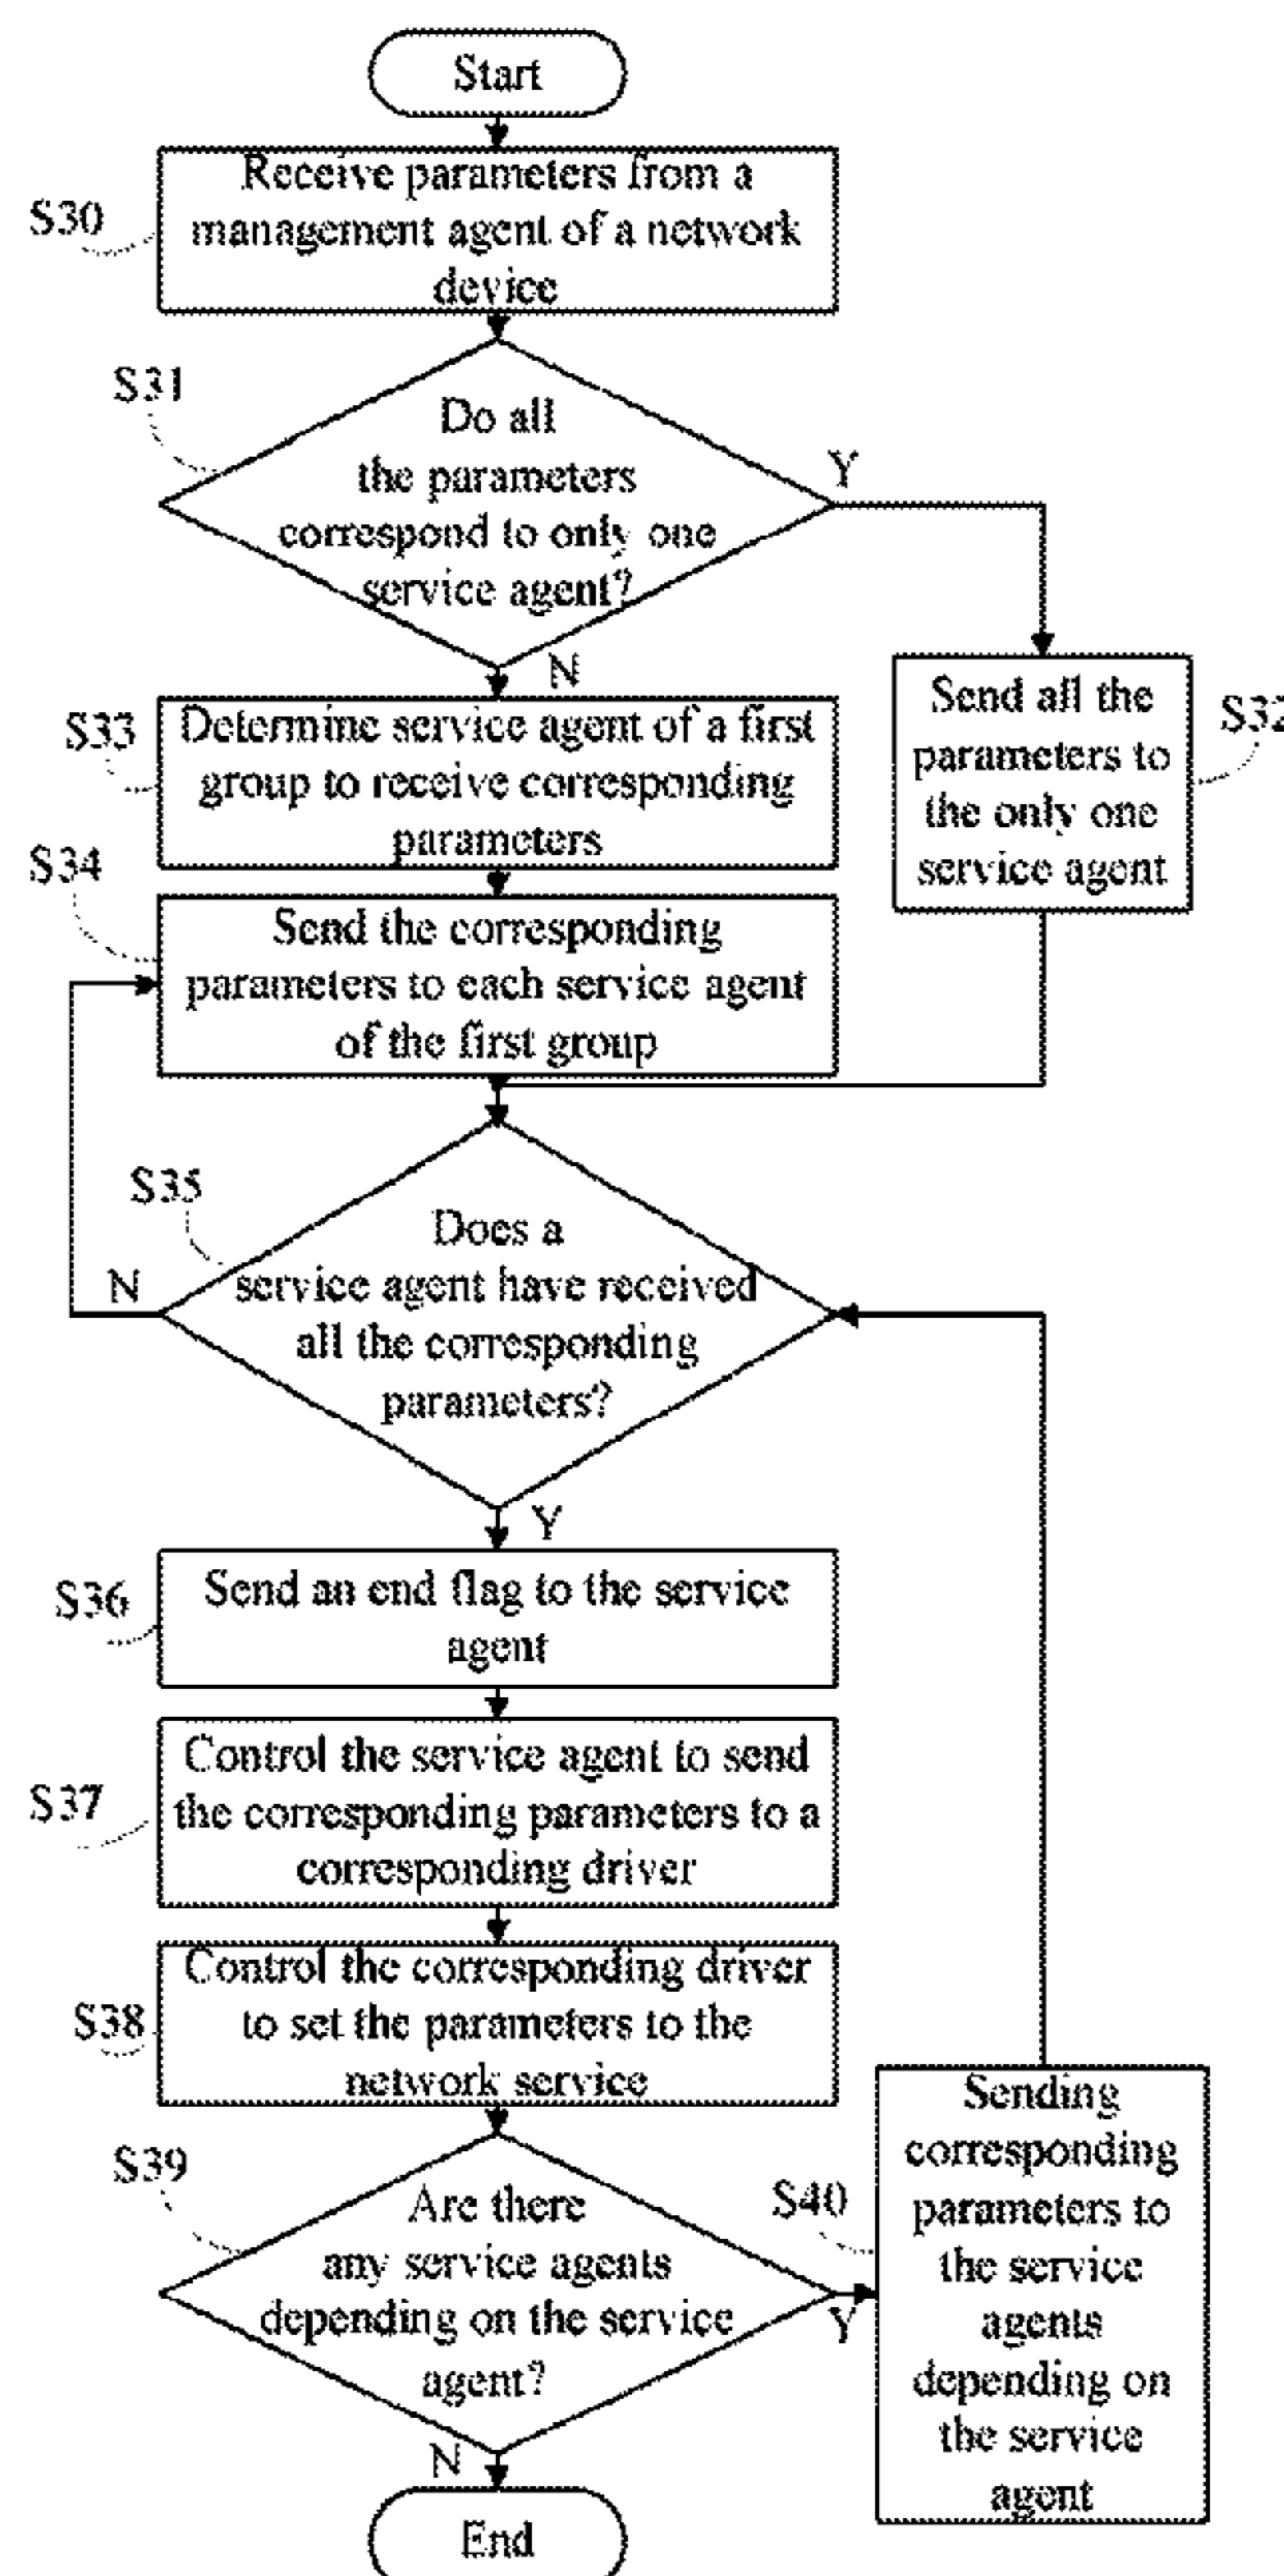 Start
S30
Receive parameters from a
management agent of a network
device
S31
Do all
the parameters
correspond to only one
service agent?
Y
N
S32
Send all the
parameters to
the only one
service agent
S33
Determine service agent of a first
group to receive corresponding
parameters
S34
Send the corresponding
parameters to each service agent
of the first group
S35
Does a
service agent have received
all the corresponding
parameters?
N
Y
S36
Send an end flag to the service
agent
S37
Control the service agent to send
the corresponding parameters to a
corresponding driver
S38
Control the corresponding driver
to set the parameters to the
network service
S39
Are there
any service agents
depending on the service
agent?
Y
N
S40
Sending
corresponding
parameters to
the service
agents
depending on
the service
agent
End